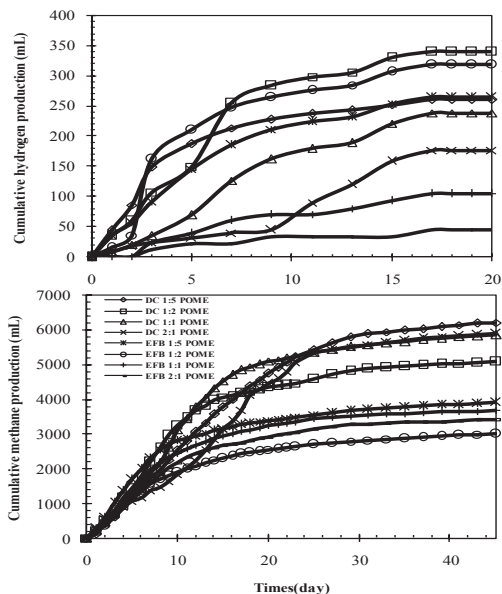 400
350
300
250
200
150
100
50
0
Cumulative hydrogen production (mL)
0 5 10 15 20
7000
6000
5000
4000
3000
2000
1000
0
Cumulative methane production (mL)
DC 1:5 POME
DC 1:2 POME
DC 1:1 POME
DC 2:1 POME
EFB 1:5 POME
EFB 1:2 POME
EFB 1:1 POME
EFB 2:1 POME
0 10 20 30 40
Times(day)